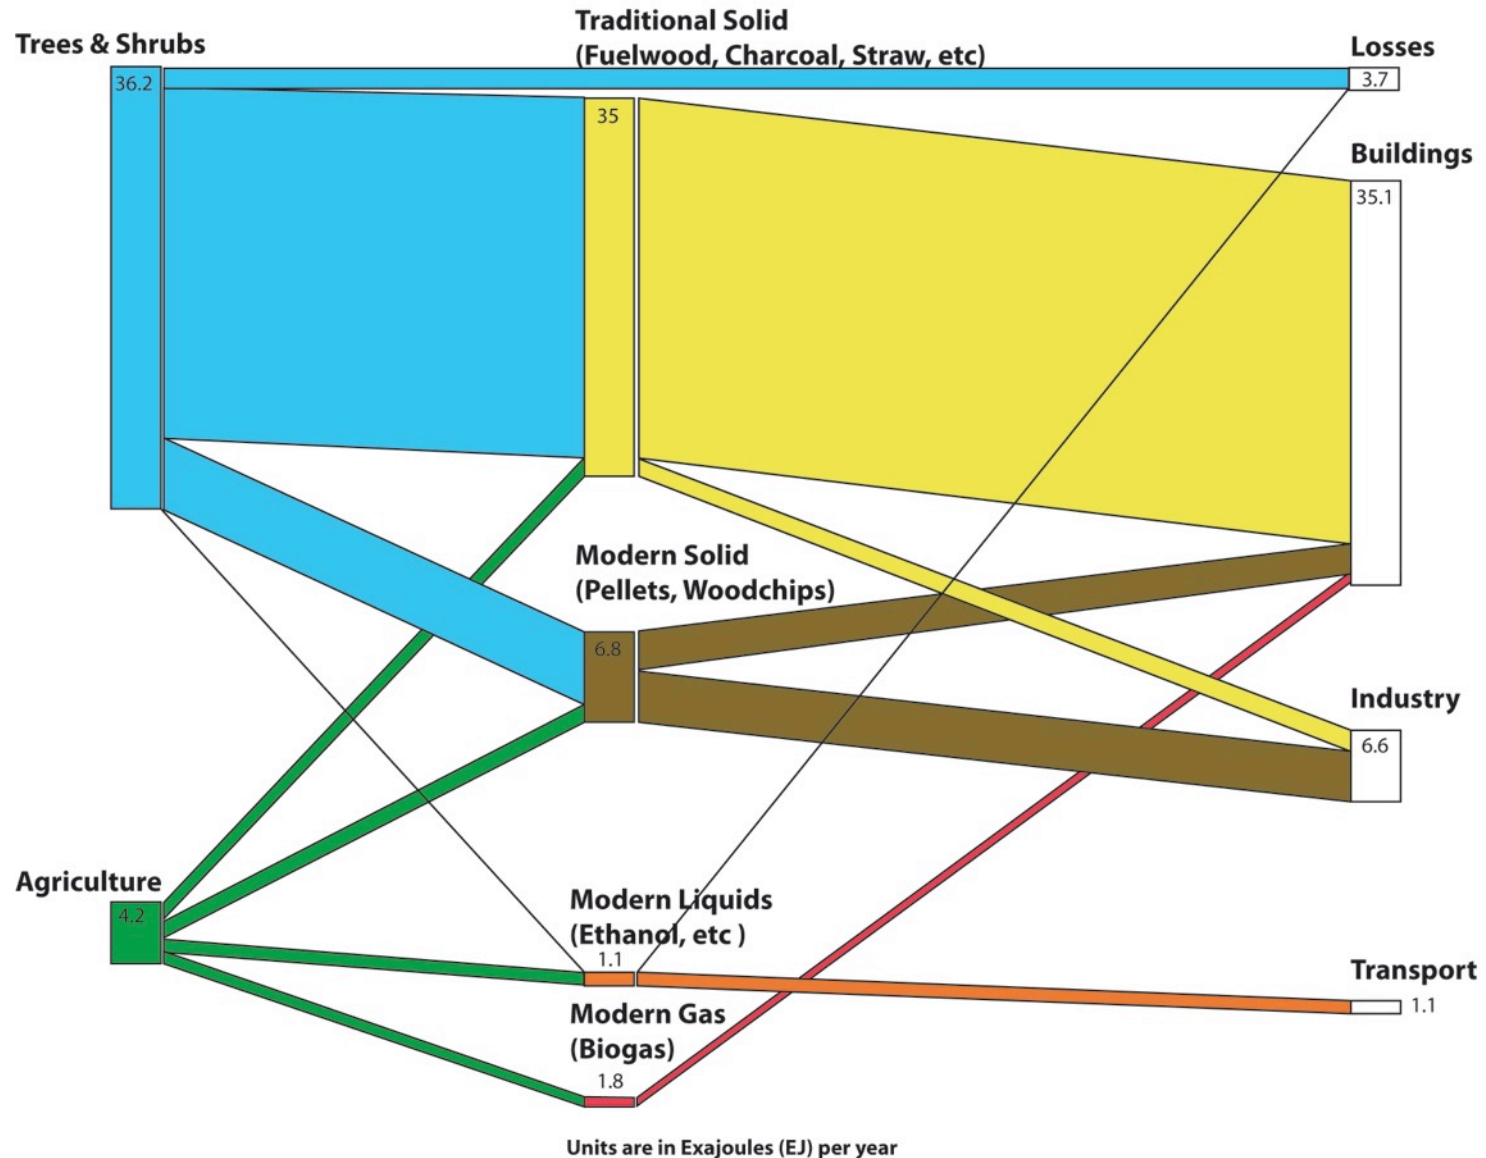 Traditional Solid
(Fuelwood, Charcoal, Straw, etc)
Trees & Shrubs
Losses
36.2
3.7
35
Buildings
35.1
Modern Solid
(Pellets, Woodchips)
6.8
Industry
6.6
Agriculture
4.2
Modern Liquids
(Ethanol, etc )
1.1
Transport
1.1
Modern Gas
(Biogas)
1.8
Units are in Exajoules (EJ) per year